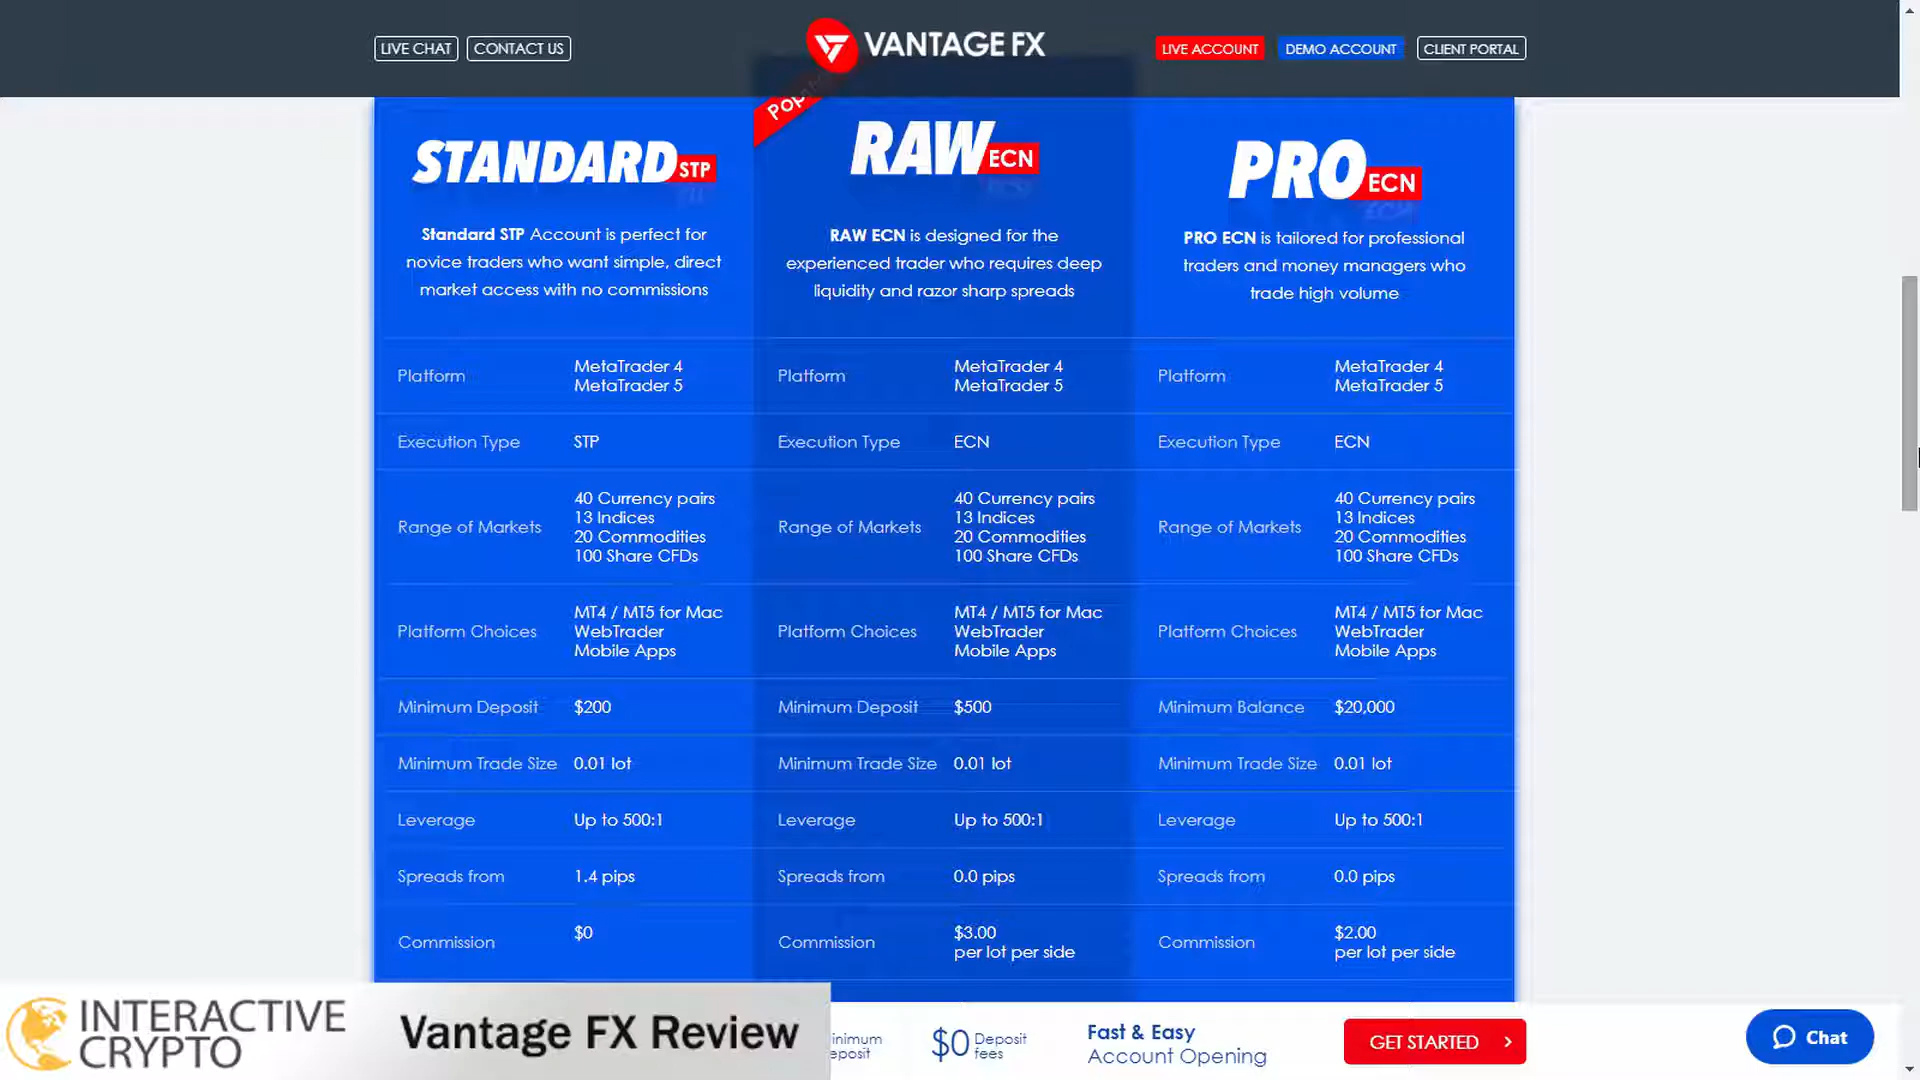 LIVE CHAT
CONTACT US
VANTAGE FX
LIVE ACCOUNT
DEMO ACCOUNT
CLIENT PORTAL
STANDARD STP
Standard STP Account is perfect for
novice traders who want simple, direct
market access with no commissions
Platform
MetaTrader 4
MetaTrader 5
Execution Type
STP
Range of Markets
40 Currency pairs
13 Indices
20 Commodities
100 Share CFDs
Platform Choices
MT4 / MT5 for Mac
WebTrader
Mobile Apps
Minimum Deposit
$200
Minimum Trade Size
0.01 lot
Leverage
Up to 500:1
Spreads from
1.4 pips
Commission
$0
RAW ECN
RAW ECN is designed for the
experienced trader who requires deep
liquidity and razor sharp spreads
Platform
MetaTrader 4
MetaTrader 5
Execution Type
ECN
Range of Markets
40 Currency pairs
13 Indices
20 Commodities
100 Share CFDs
Platform Choices
MT4 / MT5 for Mac
WebTrader
Mobile Apps
Minimum Deposit
$500
Minimum Trade Size
0.01 lot
Leverage
Up to 500:1
Spreads from
0.0 pips
Commission
$3.00
per lot per side
PRO ECN
PRO ECN is tailored for professional
traders and money managers who
trade high volume
Platform
MetaTrader 4
MetaTrader 5
Execution Type
ECN
Range of Markets
40 Currency pairs
13 Indices
20 Commodities
100 Share CFDs
Platform Choices
MT4 / MT5 for Mac
WebTrader
Mobile Apps
Minimum Balance
$20,000
Minimum Trade Size
0.01 lot
Leverage
Up to 500:1
Spreads from
0.0 pips
Commission
$2.00
per lot per side
INTERACTIVE
CRYPTO
Vantage FX Review
$0 Deposit
fees
Fast & Easy
Account Opening
GET STARTED
Chat